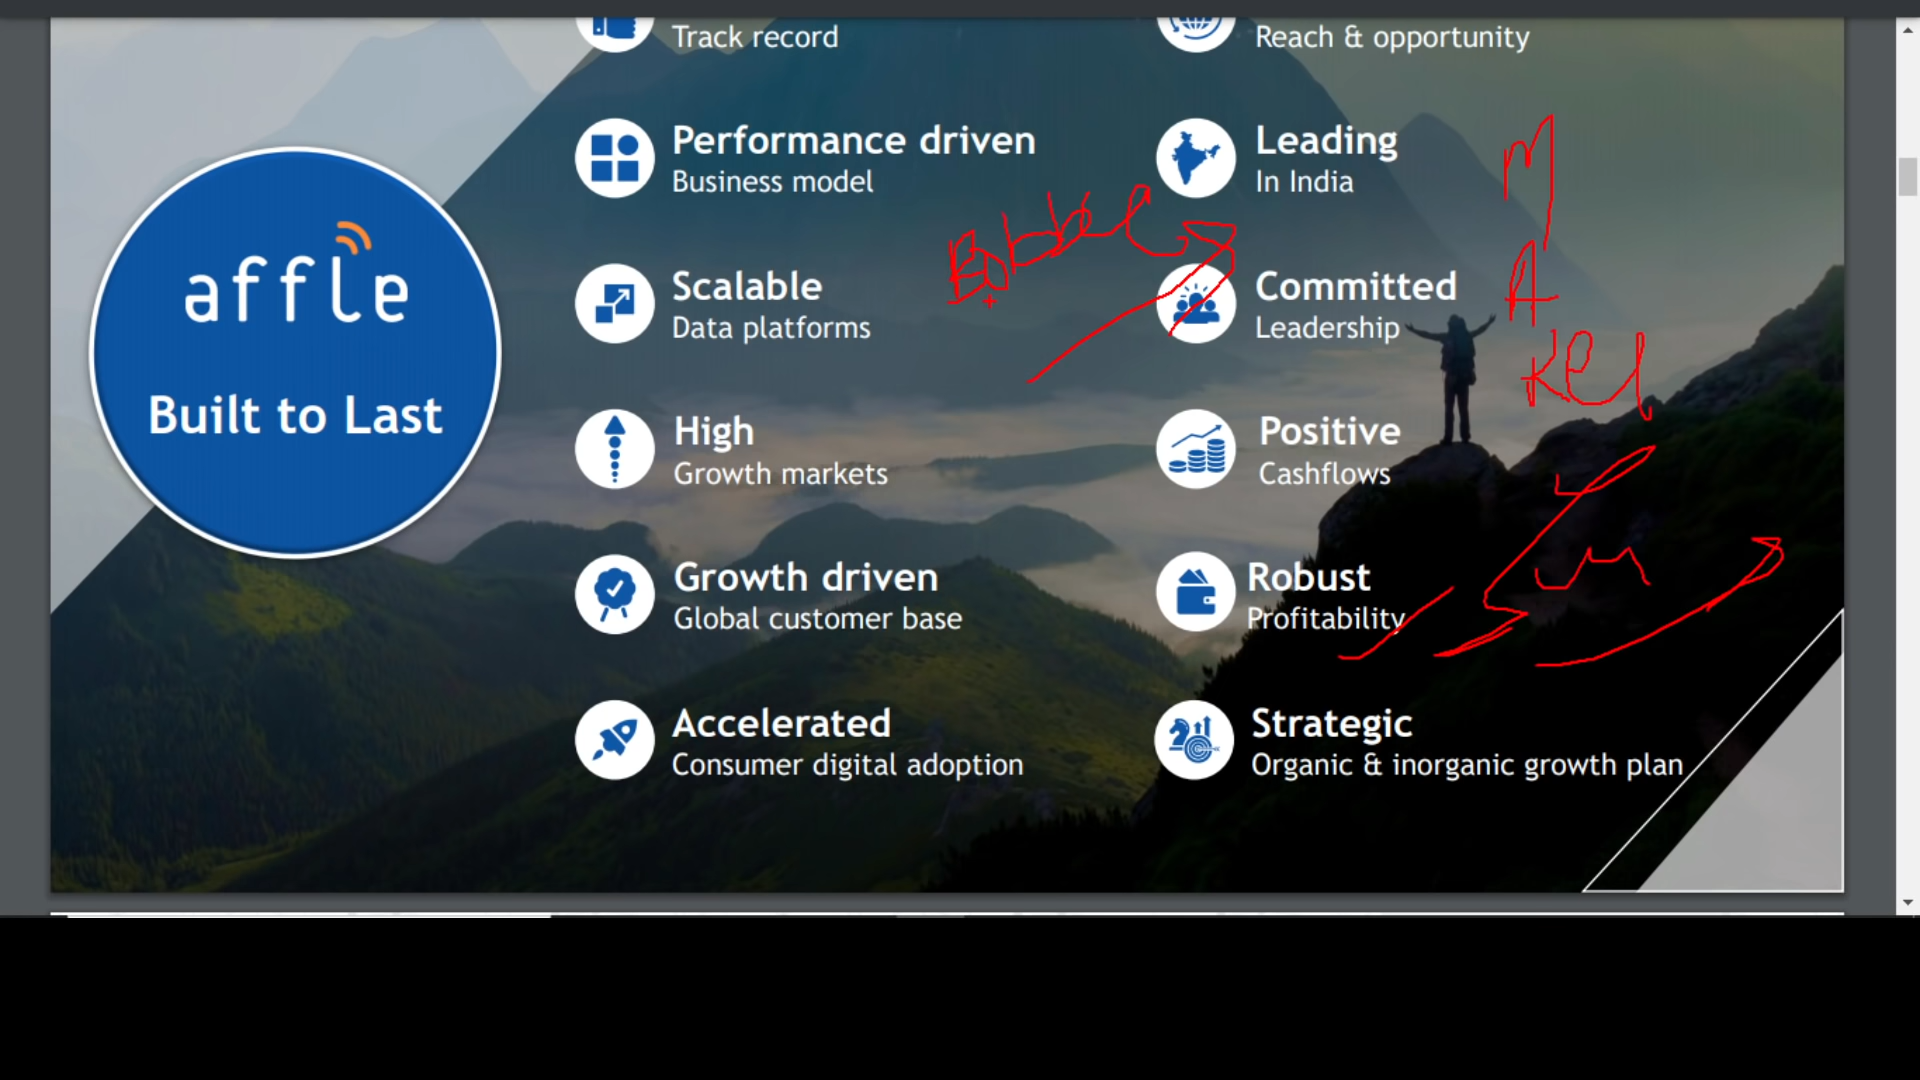 Track record
Reach & opportunity
Performance driven
Business model
Leading
In India
affle
Built to Last
Scalable
Data platforms
Committed
Leadership
High
Growth markets
Positive
Cashflows
Growth driven
Global customer base
Robust
Profitability
Accelerated
Consumer digital adoption
Strategic
Organic & inorganic growth plan
M
A